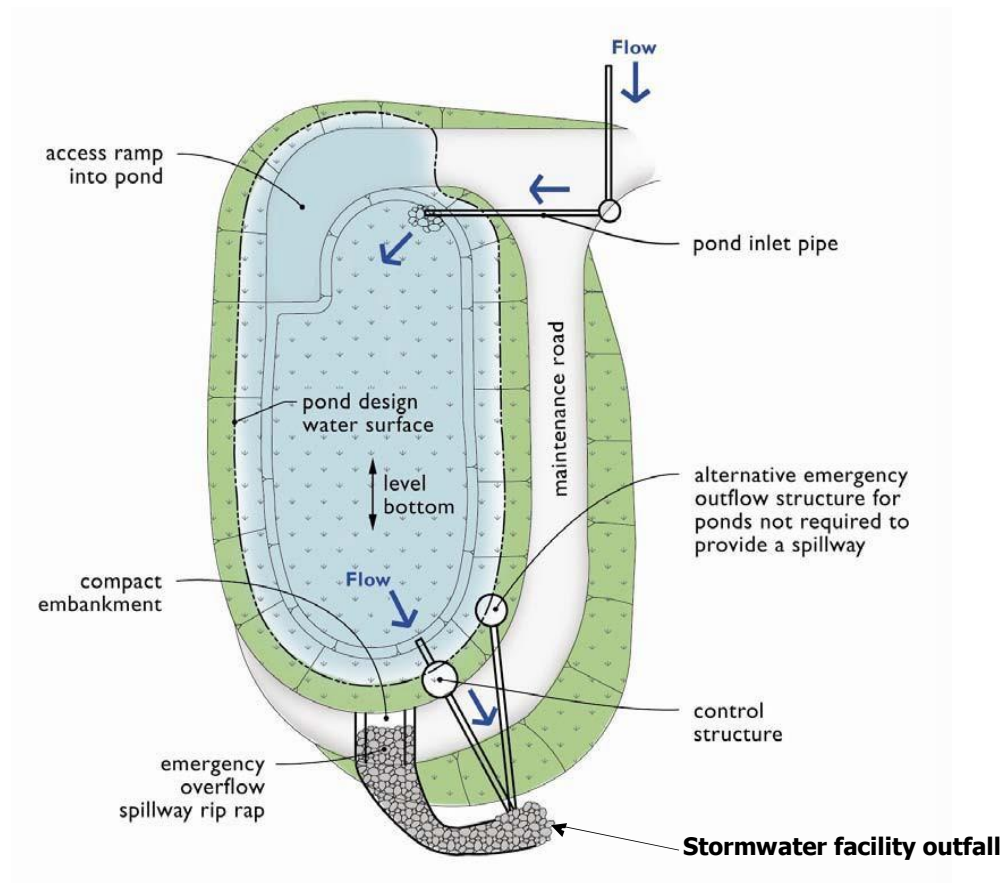 Flow
access ramp
into pond
pond inlet pipe
maintenance road
pond design
water surface
level
bottom
alternative emergency
outflow structure for
ponds not required to
provide a spillway
Flow
compact
embankment
control
structure
emergency
overflow
spillway rip rap
Stormwater facility outfall